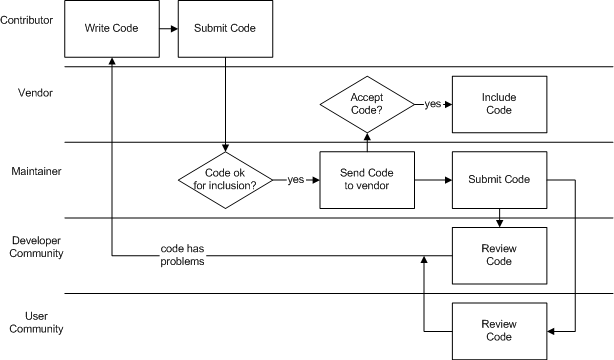 Contributor
Write Code
Submit Code
Vendor
Accept
Code?
yes
Include
Code
Maintainer
Code ok
for inclusion?
yes
Send Code
to vendor
Submit Code
Developer
Community
code has
problems
Review
Code
User
Community
Review
Code